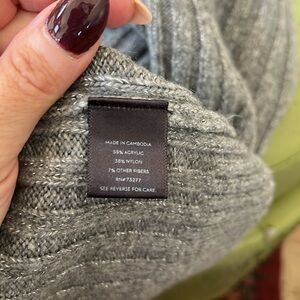 MADE IN CAMBODIA
55% ACRYLIC
38% NYLON
7% OTHER FIBERS
RN# 73277
SEE REVERSE FOR CARE.